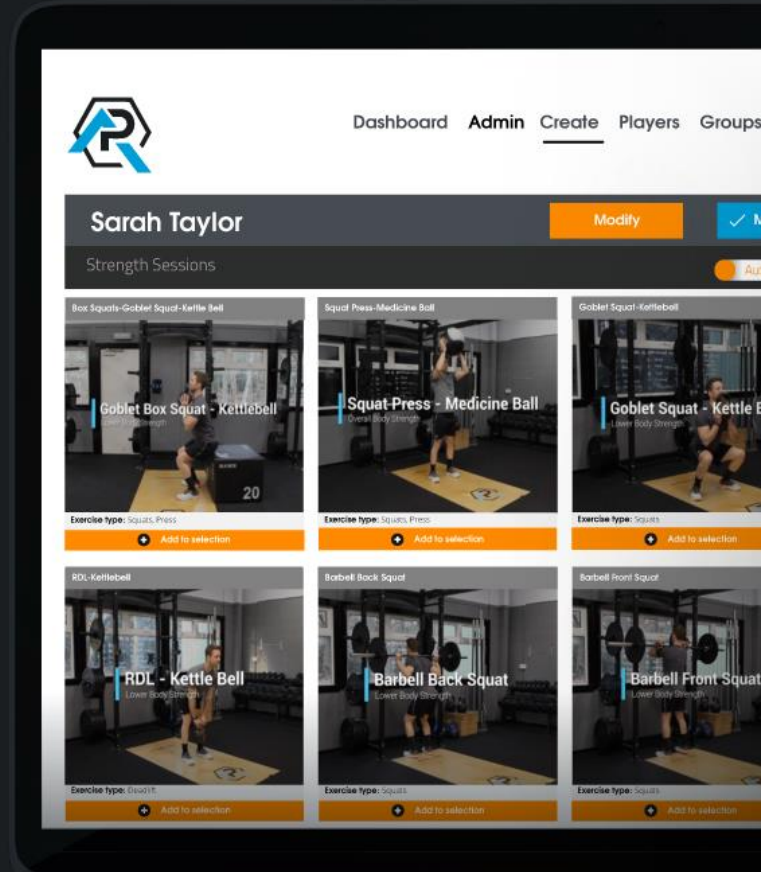 Dashboard Admin Create Players Groups
Sarah Taylor
Modify
Strength Sessions
Box Squats-Goblet Squat-Kettle Bell
Goblet Box Squat - Kettlebell
Lower Body Strength
20
Exercise type: Squats, Press
Add to selection
Squat Press-Medicine Ball
Squat Press - Medicine Ball
Overall Body Strength
Exercise type: Squats, Press
Add to selection
Goblet Squat-Kettlebell
Goblet Squat - Kettle
Lower Body Strength
Exercise type: Squats
Add to selection
RDL-Kettlebell
RDL - Kettle Bell
Lower Body Strength
Exercise type: Deadlift
Add to selection
Barbell Back Squat
Barbell Back Squat
Lower Body Strength
Exercise type: Squats
Add to selection
Barbell Front Squat
Barbell Front Squat
Lower Body Strength
Exercise type: Squats
Add to selection